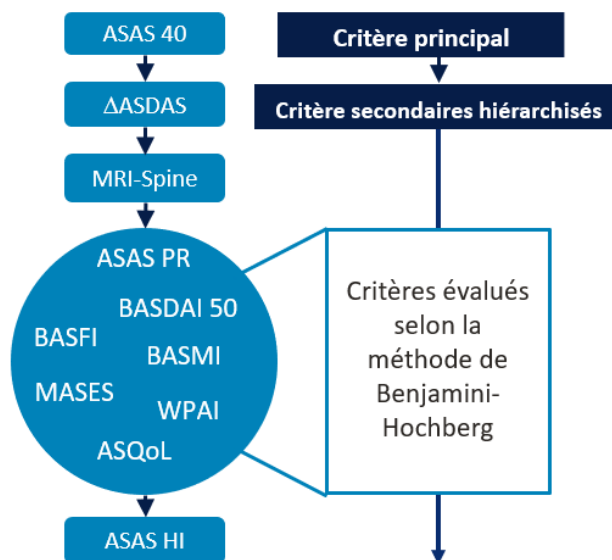 ASAS 40
Critère principal
ΔASDAS
Critère secondaires hiérarchisés
MRI-Spine
ASAS PR
BASDAI 50
BASFI
BASMI
MASES
WPAI
ASQoL
Critères évalués
selon la
méthode de
Benjamini-
Hochberg
ASAS HI